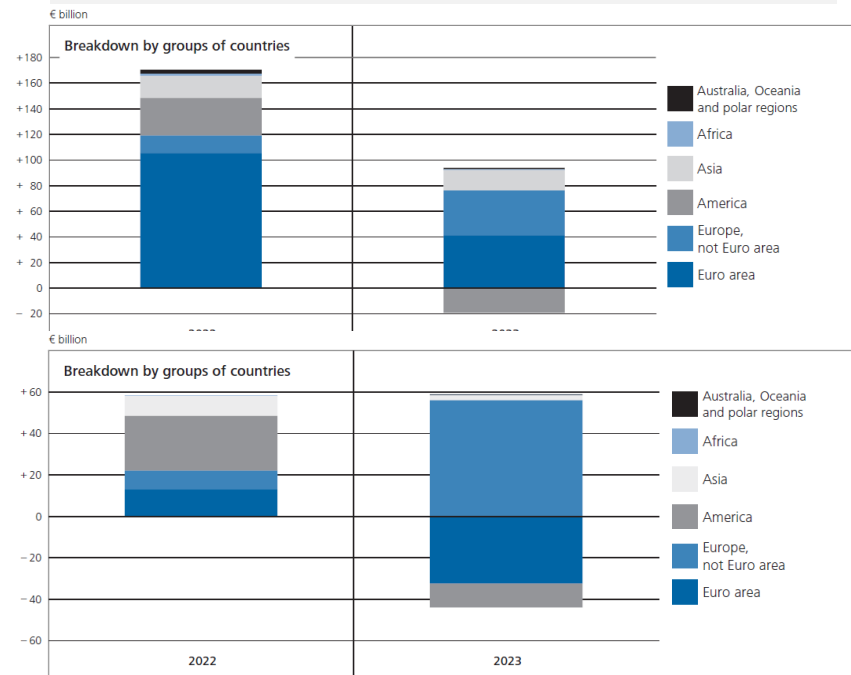 € billion
Breakdown by groups of countries
+180
+160
+140
+120
+100
+ 80
+ 60
+ 40
+ 20
0
− 20
Australia, Oceania
and polar regions
Africa
Asia
America
Europe,
not Euro area
Euro area
€ billion
Breakdown by groups of countries
+60
+40
+20
0
−20
−40
−60
2022
2023
Australia, Oceania
and polar regions
Africa
Asia
America
Europe,
not Euro area
Euro area